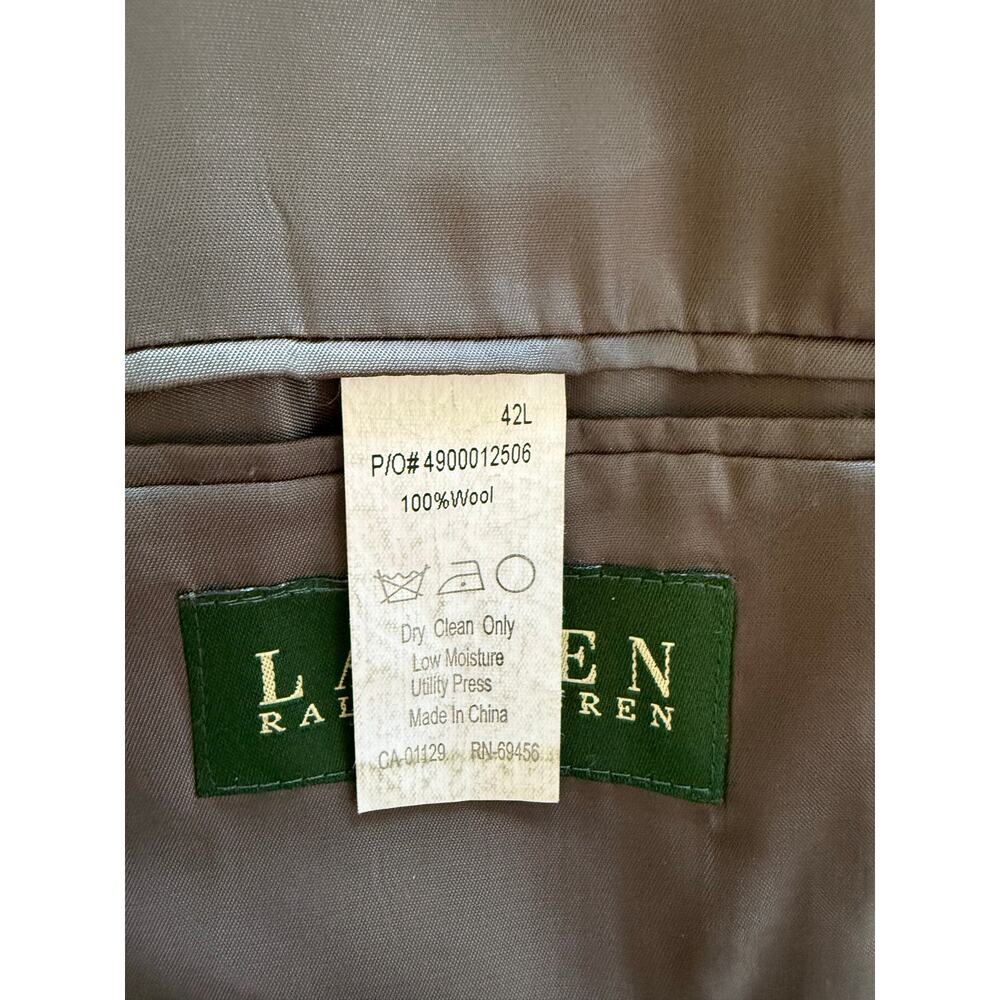 42L
P/O# 4900012506
100%Wool
Dry Clean Only
Low Moisture
Utility Press
Made In China
CA-01129 RN-69456